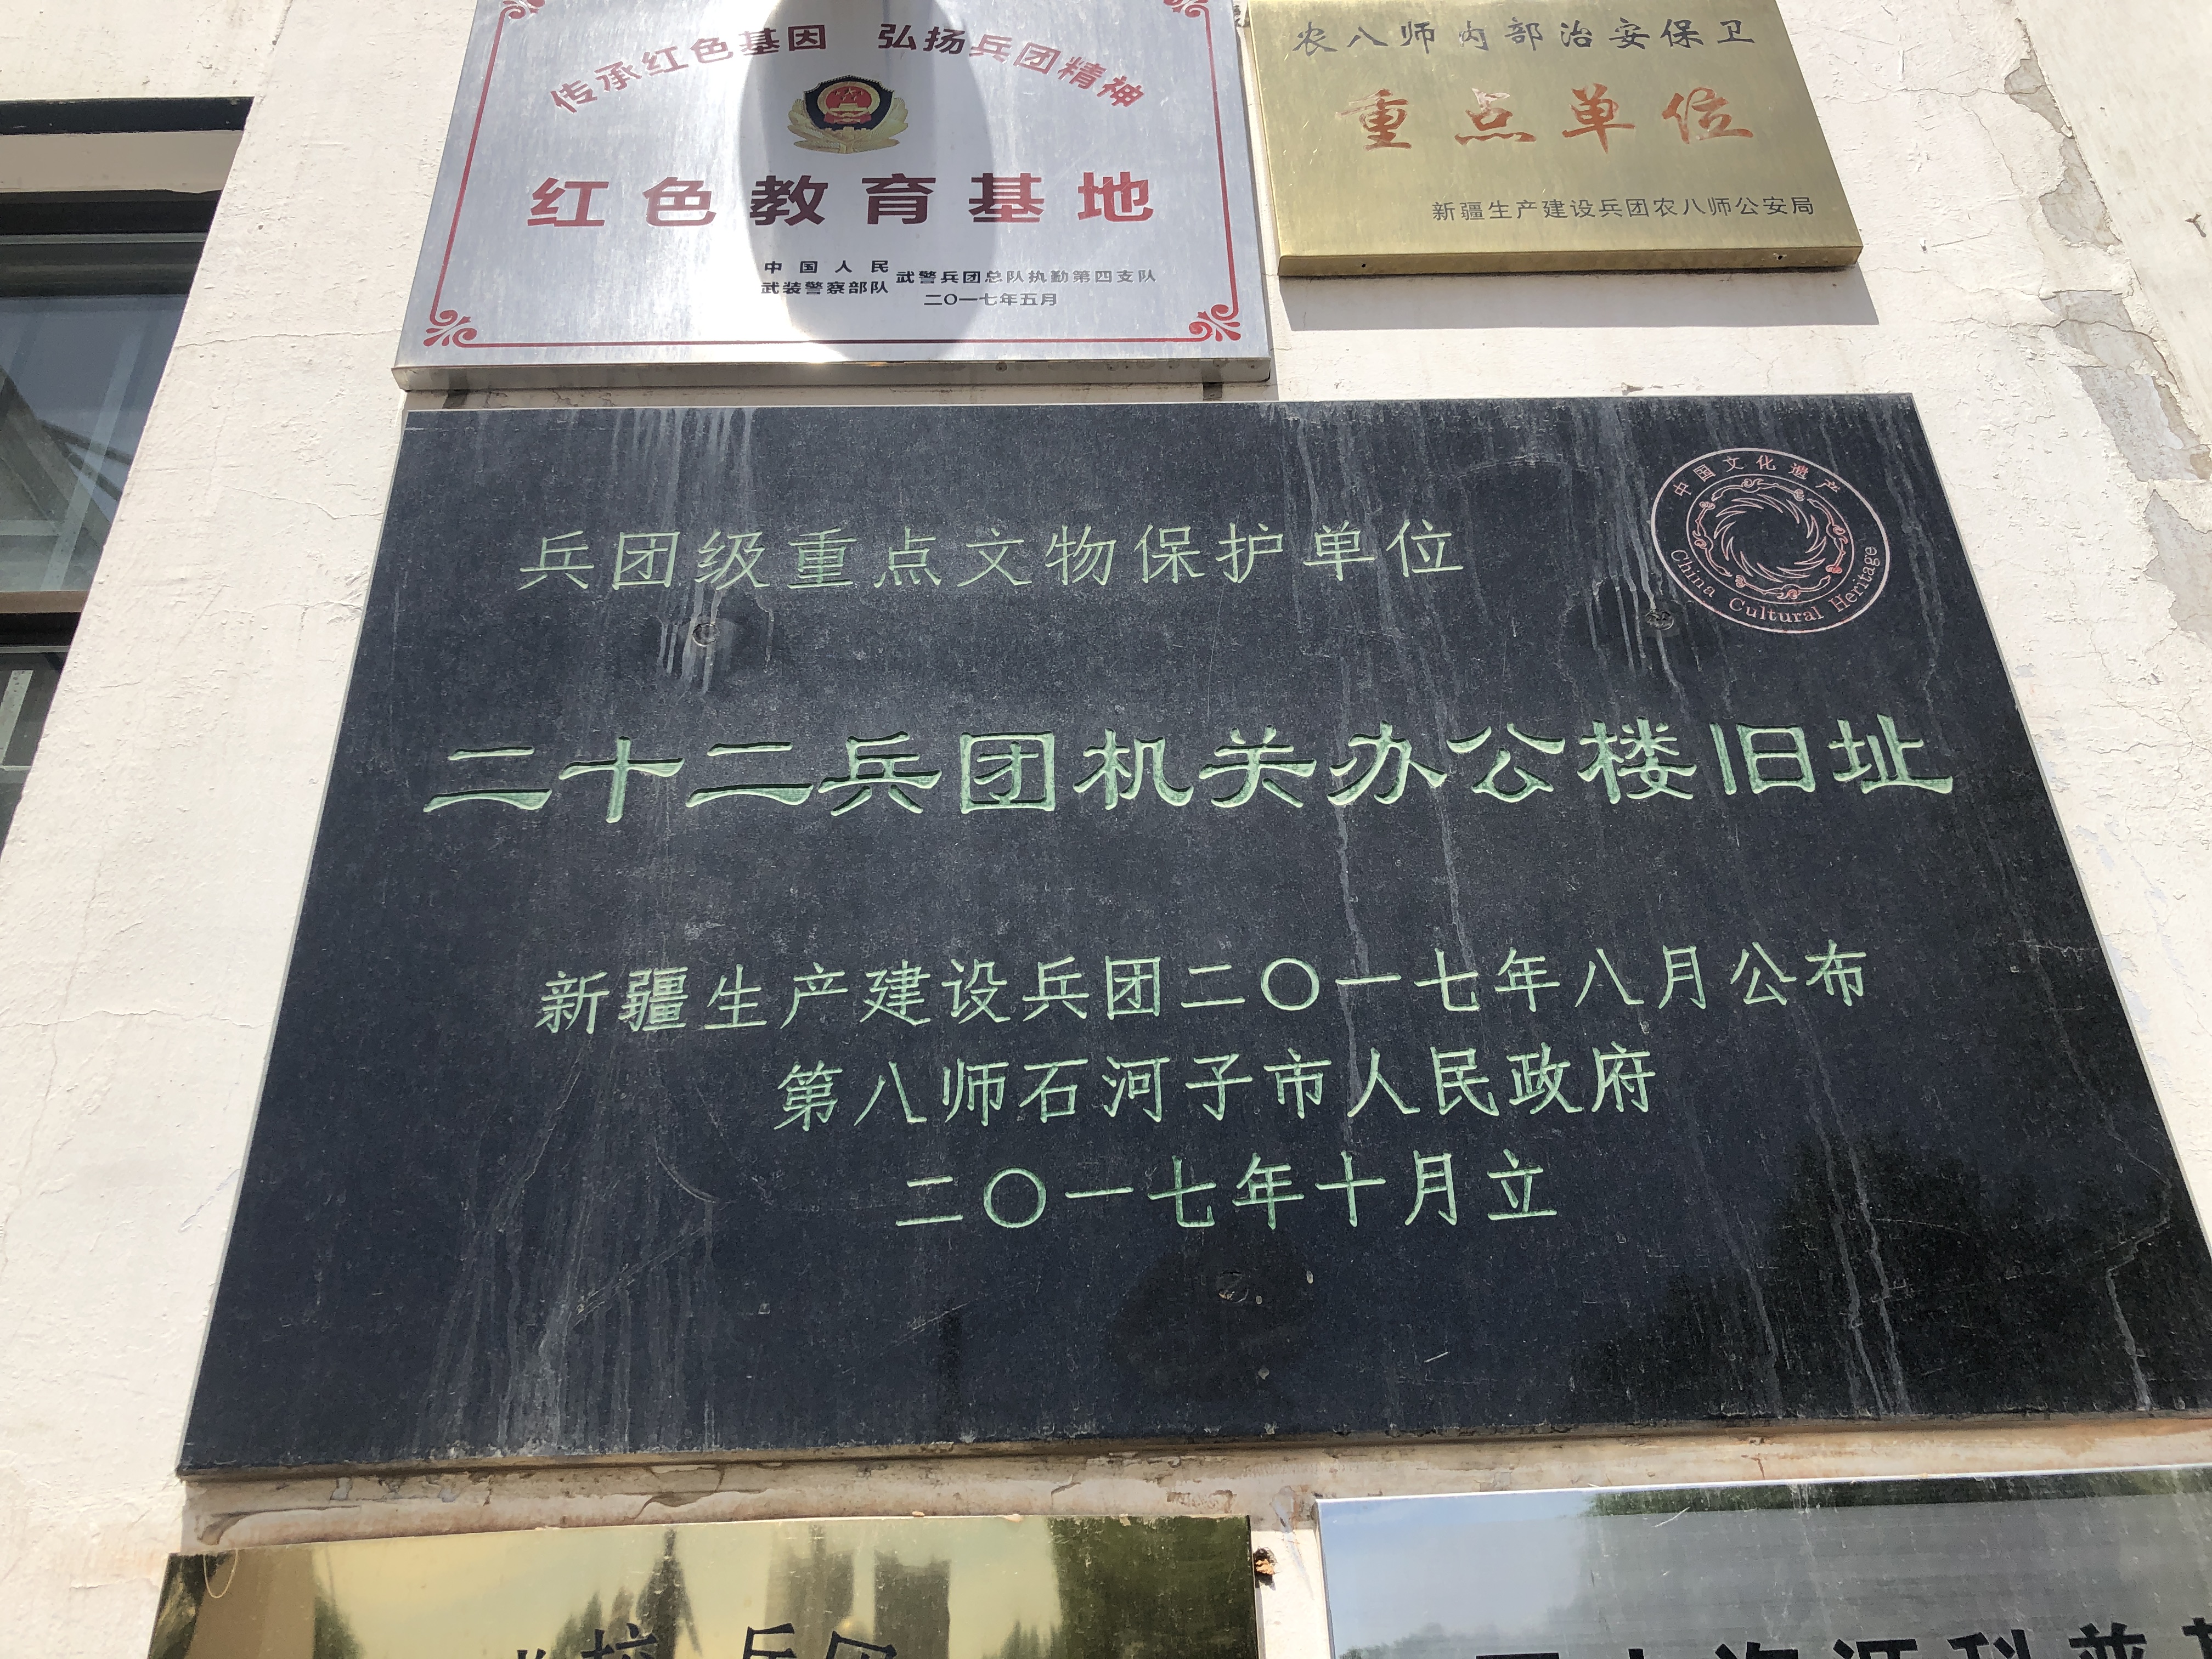 传承红色基因 弘扬兵团精神
红色教育基地
中国人民
武装警察部队
武警兵团总队执勤第四支队
二〇一七年五月
农八师内部治安保卫
重点单位
新疆生产建设兵团农八师公安局
中国文化遗产
China Cultural Heritage
兵团级重点文物保护单位
二十二兵团机关办公楼旧址
新疆生产建设兵团二〇一七年八月公布
第八师石河子市人民政府
二〇一七年十月立
资源科普